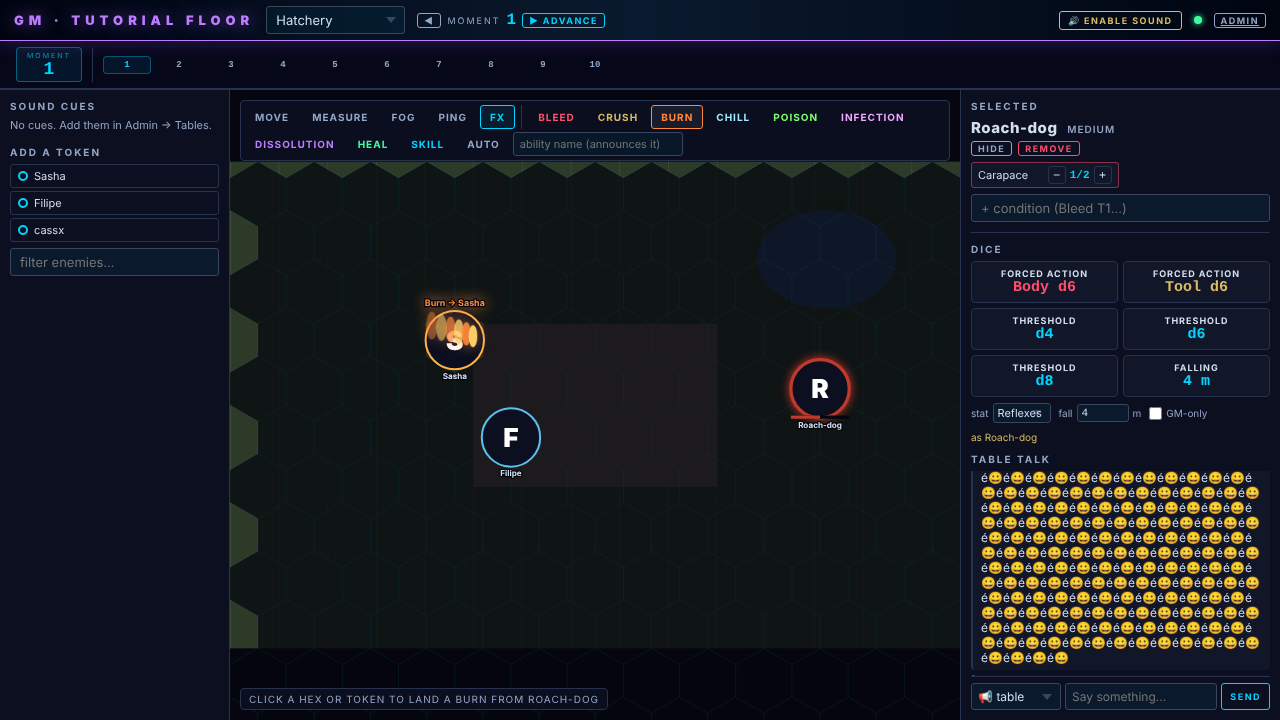 GM · TUTORIAL FLOOR
Hatchery
◀ MOMENT 1 ▶ ADVANCE
🔊 ENABLE SOUND
ADMIN
MOMENT
1
1 2 3 4 5 6 7 8 9 10
SOUND CUES
No cues. Add them in Admin → Tables.
ADD A TOKEN
Sasha
Filipe
cassx
filter enemies...
MOVE MEASURE FOG PING FX BLEED CRUSH BURN CHILL POISON INFECTION
DISSOLUTION HEAL SKILL AUTO ability name (announces it)
Burn → Sasha
S
Sasha
F
Filipe
R
Roach-dog
CLICK A HEX OR TOKEN TO LAND A BURN FROM ROACH-DOG
SELECTED
Roach-dog MEDIUM
HIDE REMOVE
Carapace − 1/2 +
+ condition (Bleed T1...)
DICE
FORCED ACTION
Body d6
FORCED ACTION
Tool d6
THRESHOLD
d4
THRESHOLD
d6
THRESHOLD
d8
FALLING
4 m
stat Reflexes fall 4 m GM-only
as Roach-dog
TABLE TALK
é😀é😀é😀é😀é😀é😀é😀é😀é😀é😀é😀é😀é
😀é😀é😀é😀é😀é😀é😀é😀é😀é😀é😀é😀é😀
é😀é😀é😀é😀é😀é😀é😀é😀é😀é😀é😀é😀é
😀é😀é😀é😀é😀é😀é😀é😀é😀é😀é😀é😀é😀
é😀é😀é😀é😀é😀é😀é😀é😀é😀é😀é😀é😀é
😀é😀é😀é😀é😀é😀é😀é😀é😀é😀é😀é😀é😀
é😀é😀é😀é😀é😀é😀é😀é😀é😀é😀é😀é😀é
😀é😀é😀é😀é😀é😀é😀é😀é😀é😀é😀é😀é😀
é😀é😀é😀é😀é😀é😀é😀é😀é😀é😀é😀é😀é
😀é😀é😀é😀é😀é😀é😀é😀é😀é😀é😀é😀é😀
é😀é😀é😀é😀é😀é😀é😀é😀é😀é😀é😀é😀é
😀é😀é😀é😀é😀é😀é😀é😀é😀é😀é😀é😀é😀
é😀é😀é😀é😀
📢 table
Say something...
SEND